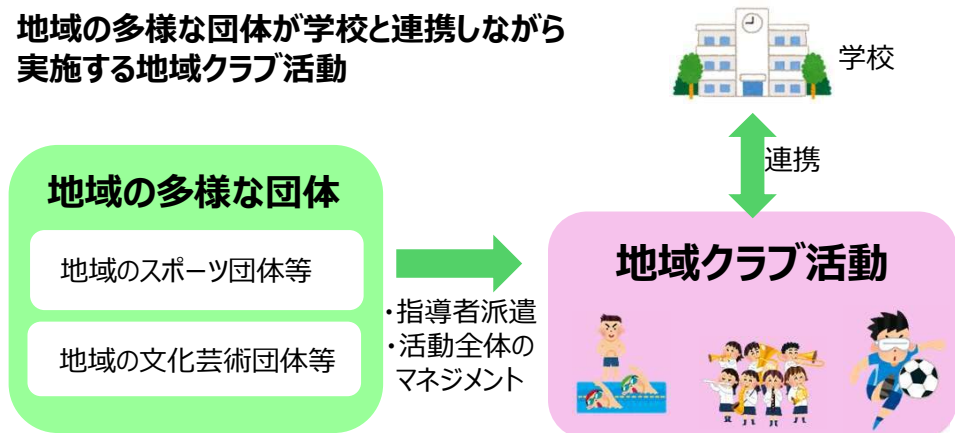 地域の多様な団体が学校と連携しながら
実施する地域クラブ活動
学校
連携
地域の多様な団体
地域のスポーツ団体等
地域の文化芸術団体等
・指導者派遣
・活動全体の
マネジメント
地域クラブ活動